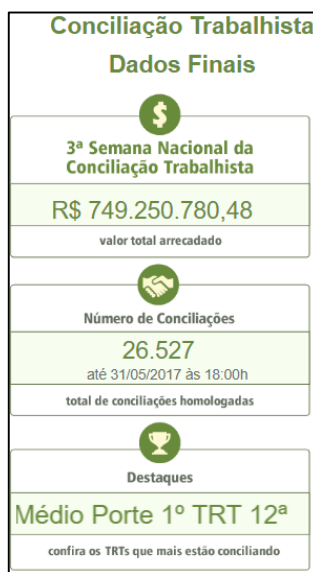 Conciliação Trabalhista
Dados Finais
$
3ª Semana Nacional da
Conciliação Trabalhista
R$ 749.250.780,48
valor total arrecadado
Número de Conciliações
26.527
até 31/05/2017 às 18:00h
total de conciliações homologadas
Destaques
Médio Porte 1º TRT 12ª
confira os TRTs que mais estão conciliando